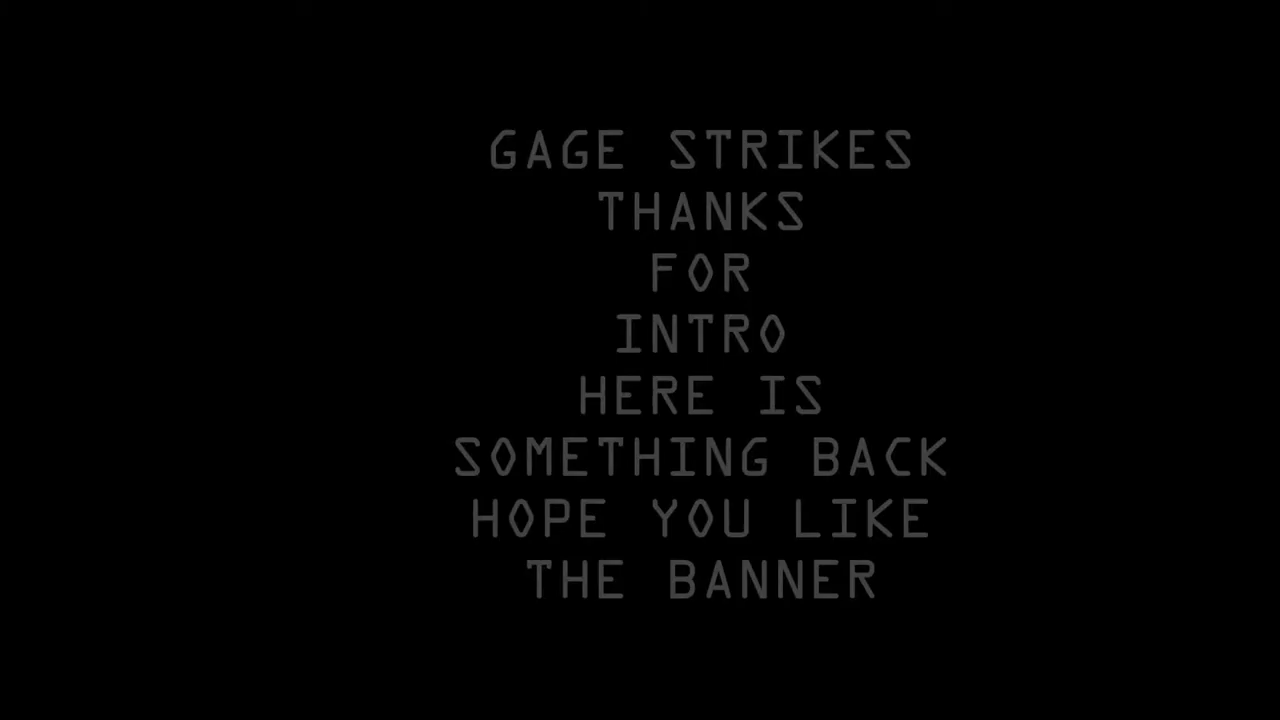 GAGE STRIKES
THANKS
FOR
INTRO
HERE IS
SOMETHING BACK
HOPE YOU LIKE
THE BANNER